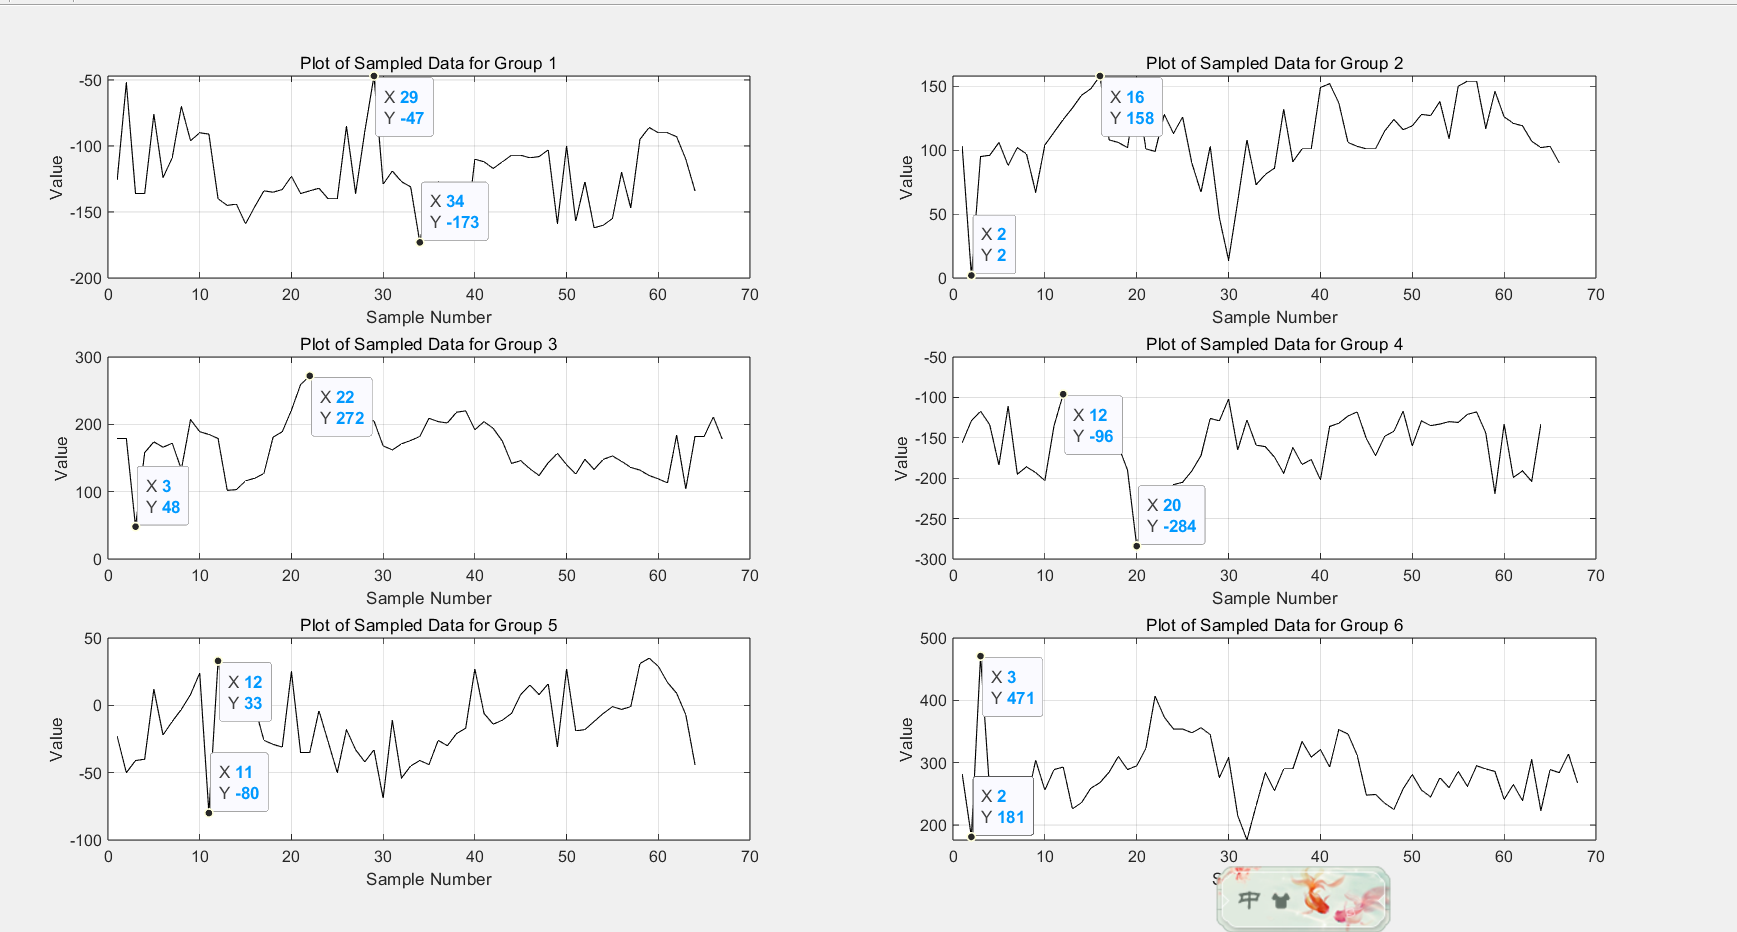 Plot of Sampled Data for Group 1
Value
-50
-100
-150
-200
X 29
Y -47
X 34
Y -173
0 10 20 30 40 50 60 70
Sample Number
Plot of Sampled Data for Group 2
Value
150
100
50
0
X 16
Y 158
X 2
Y 2
0 10 20 30 40 50 60 70
Sample Number
Plot of Sampled Data for Group 3
Value
300
200
100
0
X 22
Y 272
X 3
Y 48
0 10 20 30 40 50 60 70
Sample Number
Plot of Sampled Data for Group 4
Value
-50
-100
-150
-200
-250
-300
X 12
Y -96
X 20
Y -284
0 10 20 30 40 50 60 70
Sample Number
Plot of Sampled Data for Group 5
Value
50
0
-50
-100
X 12
Y 33
X 11
Y -80
0 10 20 30 40 50 60 70
Sample Number
Plot of Sampled Data for Group 6
Value
500
400
300
200
X 3
Y 471
X 2
Y 181
0 10 20 30 40 50 60 70
中